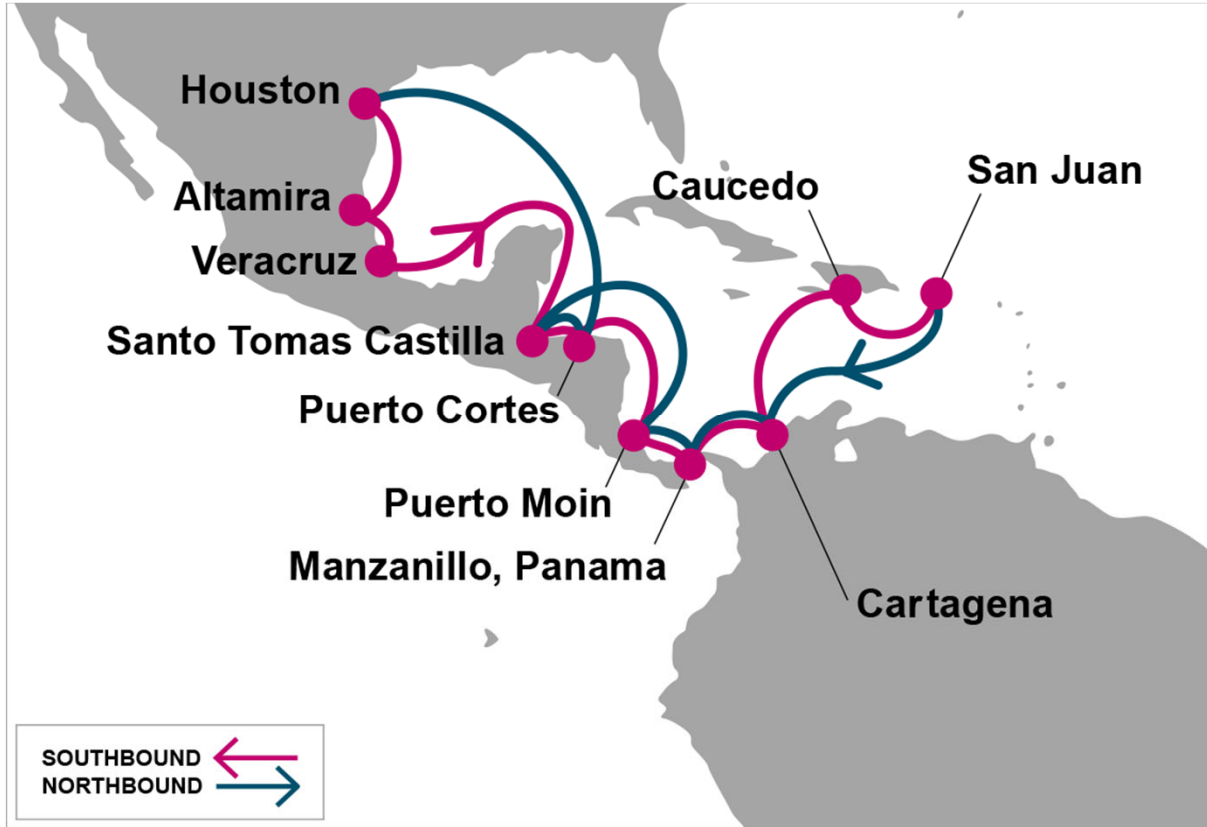 Houston
San Juan
Caucedo
Altamira
Veracruz
Santo Tomas Castilla
Puerto Cortes
Puerto Moin
Manzanillo, Panama
Cartagena
SOUTHBOUND
NORTHBOUND